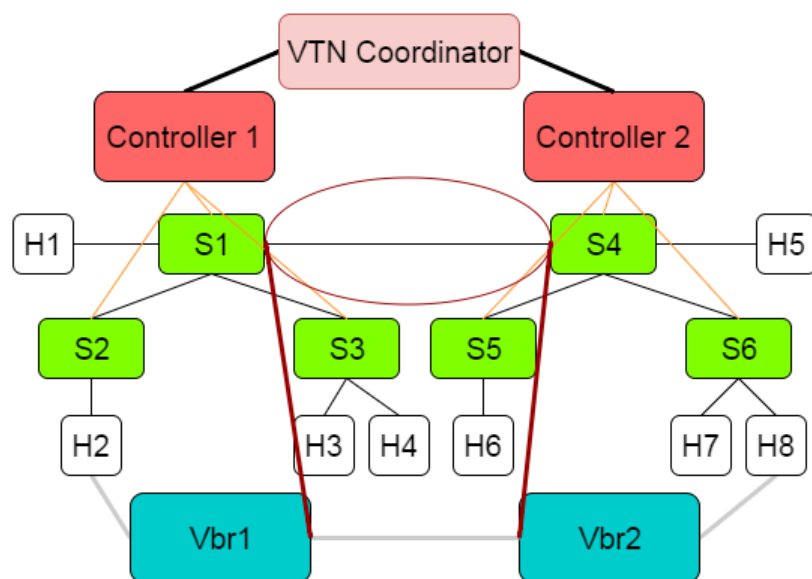 VTN Coordinator
Controller 1
Controller 2
H1
S1
S4
H5
S2
S3
S5
S6
H2
H3
H4
H6
H7
H8
Vbr1
Vbr2